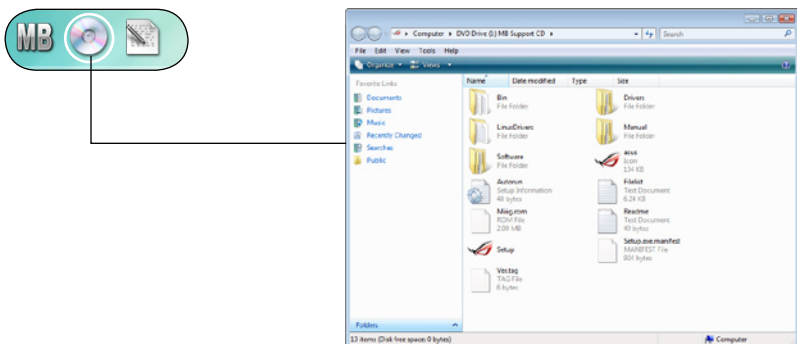 MB
Computer ▸ DVD Drive (I:) MB Support CD ▸
Search
File Edit View Tools Help
Organize Views
Favorite Links
Documents
Pictures
Music
Recently Changed
Searches
Public
Folders
Name Date modified Type Size
Bin
File Folder
Drivers
File Folder
LinuxDrivers
File Folder
Manual
File Folder
Software
File Folder
asus
Icon
134 KB
Autorun
Setup Information
48 bytes
Filelist
Text Document
6.24 KB
ROM File
2.09 MB
Readme
Text Document
49 bytes
Setup
Setup.exe.manifest
MANIFEST File
904 bytes
Ver.tag
TAG File
6 bytes
13 items (Disk free space: 0 bytes)
Computer